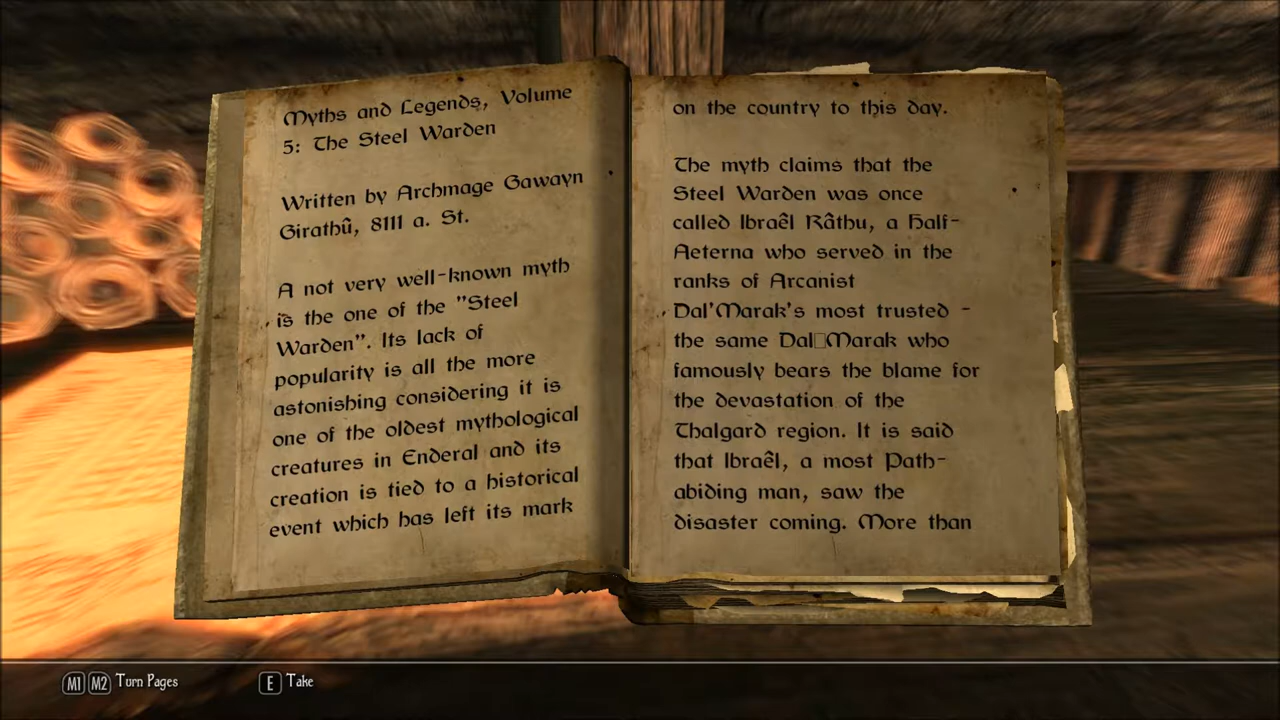 Myths and Legends, Volume
5: The Steel Warden
Written by Archmage Gawayn
Girathû, 8111 a. St.
A not very well-known myth
is the one of the "Steel
Warden". Its lack of
popularity is all the more
astonishing considering it is
one of the oldest mythological
creatures in Enderal and its
creation is tied to a historical
event which has left its mark
on the country to this day.
The myth claims that the
Steel Warden was once
called Ibraêl Râthu, a Half-
Aeterna who served in the
ranks of Arcanist
Dal'Marak's most trusted -
the same Dal□Marak who
famously bears the blame for
the devastation of the
Thalgard region. It is said
that Ibraêl, a most Path-
abiding man, saw the
disaster coming. More than
M1 M2 Turn Pages
E Take